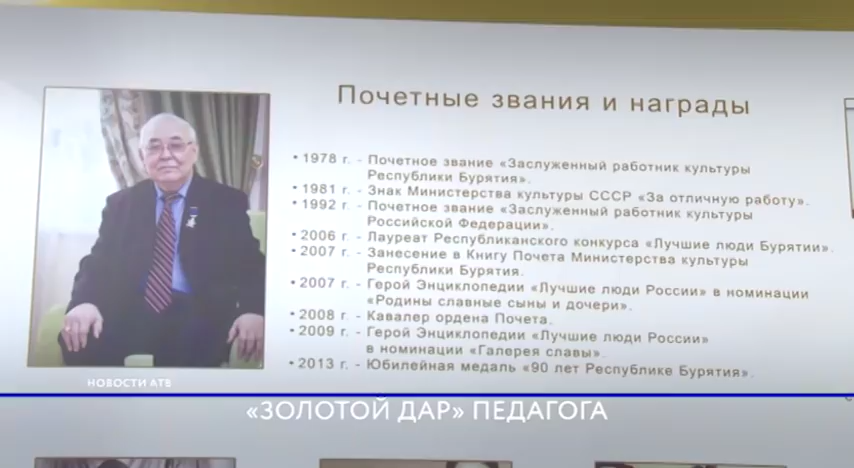 Почетные звания и награды
• 1978 г. - Почетное звание «Заслуженный работник культуры
Республики Бурятия».
• 1981 г. - Знак Министерства культуры СССР «За отличную работу».
• 1992 г. - Почетное звание «Заслуженный работник культуры
Российской Федерации».
• 2006 г. - Лауреат Республиканского конкурса «Лучшие люди Бурятии».
• 2007 г. - Занесение в Книгу Почета Министерства культуры
Республики Бурятия.
• 2007 г. - Герой Энциклопедии «Лучшие люди России» в номинации
«Родины славные сыны и дочери».
• 2008 г. - Кавалер ордена Почета.
• 2009 г. - Герой Энциклопедии «Лучшие люди России»
в номинации «Галерея славы».
• 2013 г. - Юбилейная медаль «90 лет Республике Бурятия».
НОВОСТИ АТВ
«ЗОЛОТОЙ ДАР» ПЕДАГОГА